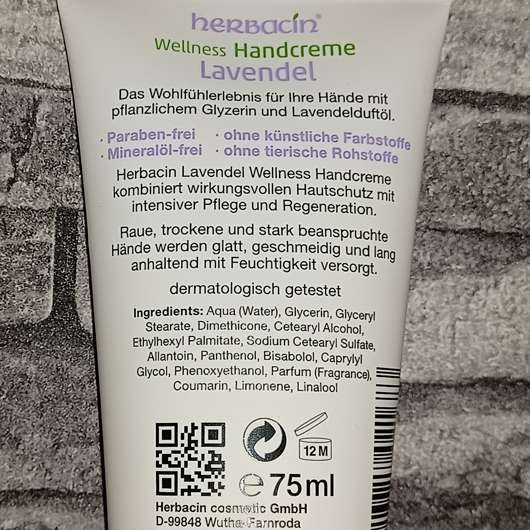 herbacin
Wellness Handcreme
Lavendel
Das Wohlfühlerlebnis für Ihre Hände mit
pflanzlichem Glyzerin und Lavendelduftöl.
· Paraben-frei · ohne künstliche Farbstoffe
· Mineralöl-frei · ohne tierische Rohstoffe
Herbacin Lavendel Wellness Handcreme
kombiniert wirkungsvollen Hautschutz mit
intensiver Pflege und Regeneration.
Raue, trockene und stark beanspruchte
Hände werden glatt, geschmeidig und lang
anhaltend mit Feuchtigkeit versorgt.
dermatologisch getestet
Ingredients: Aqua (Water), Glycerin, Glyceryl
Stearate, Dimethicone, Cetearyl Alcohol,
Ethylhexyl Palmitate, Sodium Cetearyl Sulfate,
Allantoin, Panthenol, Bisabolol, Caprylyl
Glycol, Phenoxyethanol, Parfum (Fragrance),
Coumarin, Limonene, Linalool
12 M
℮ 75ml
Herbacin cosmetic GmbH
D-99848 Wutha-Farnroda